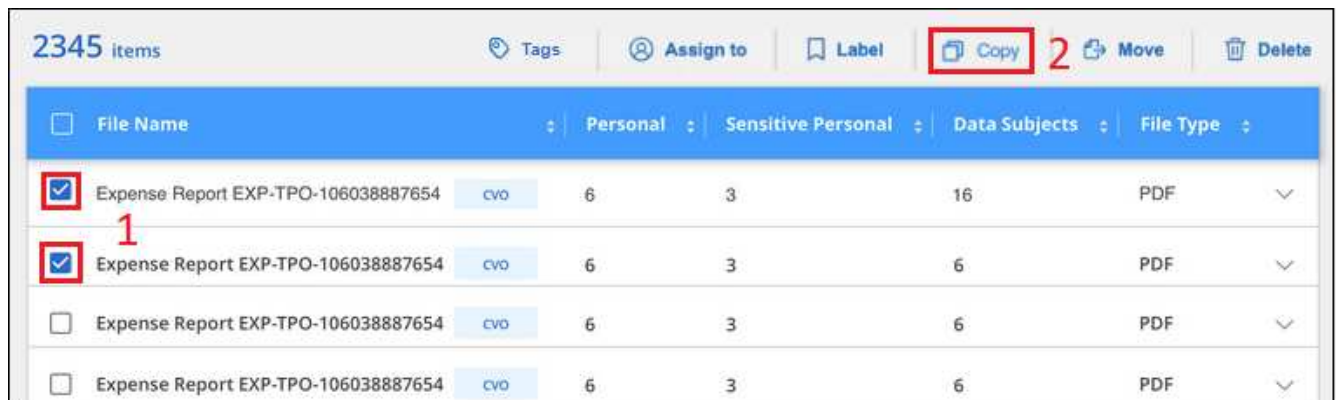 2345 items Tags Assign to Label Copy 2 Move Delete
File Name Personal Sensitive Personal Data Subjects File Type
Expense Report EXP-TPO-106038887654 CVO 6 3 16 PDF
1
Expense Report EXP-TPO-106038887654 CVO 6 3 6 PDF
Expense Report EXP-TPO-106038887654 CVO 6 3 6 PDF
Expense Report EXP-TPO-106038887654 CVO 6 3 6 PDF